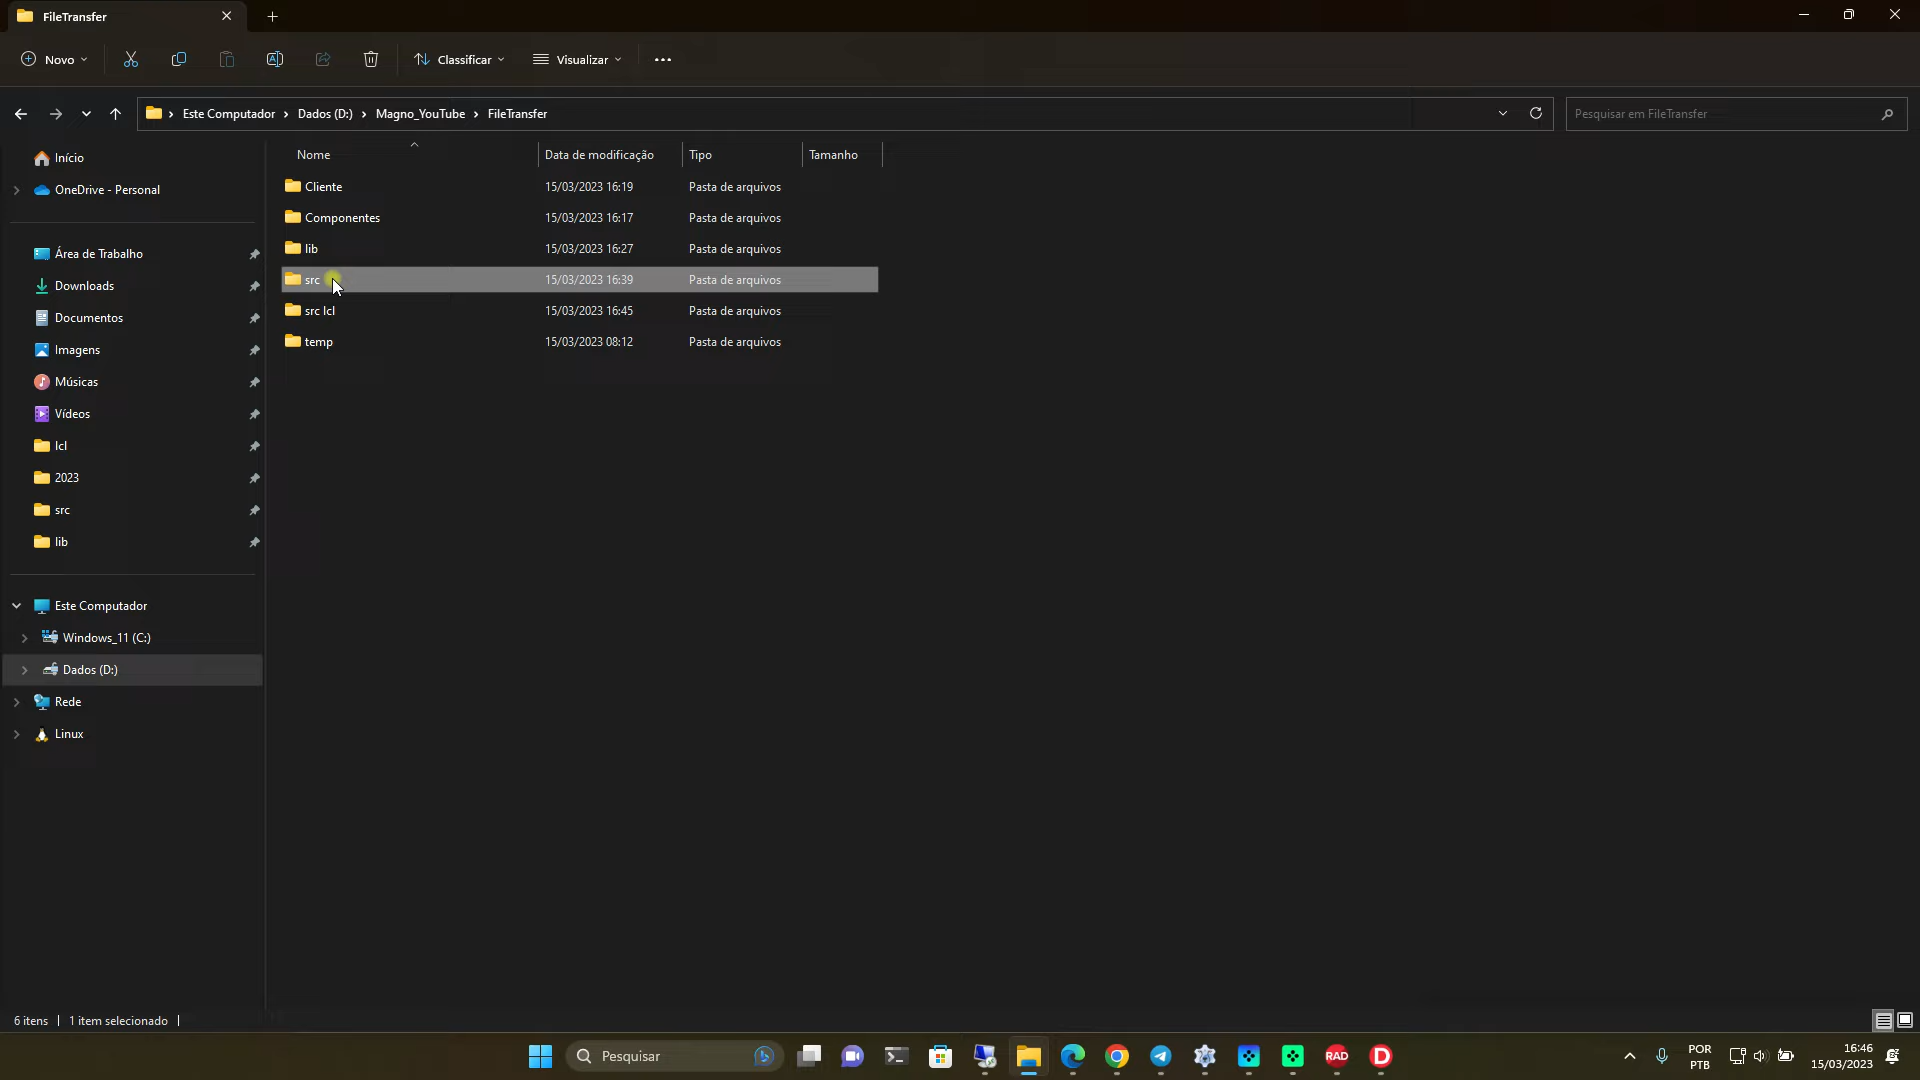 FileTransfer
Novo
Classificar
Visualizar
Este Computador
Dados (D:)
Magno_YouTube
FileTransfer
Pesquisar em FileTransfer
Início
OneDrive - Personal
Área de Trabalho
Downloads
Documentos
Imagens
Músicas
Vídeos
lcl
2023
src
lib
Este Computador
Windows_11 (C:)
Dados (D:)
Rede
Linux
Nome Data de modificação Tipo Tamanho
Cliente 15/03/2023 16:19 Pasta de arquivos
Componentes 15/03/2023 16:17 Pasta de arquivos
lib 15/03/2023 16:27 Pasta de arquivos
src 15/03/2023 16:39 Pasta de arquivos
src lcl 15/03/2023 16:45 Pasta de arquivos
temp 15/03/2023 08:12 Pasta de arquivos
6 itens
1 item selecionado
Pesquisar
RAD
D
POR
PTB
16:46
15/03/2023